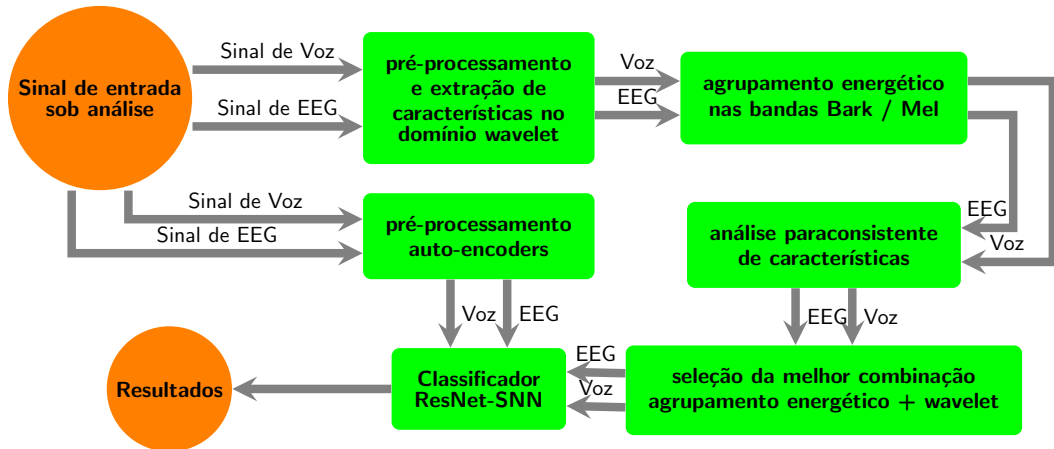 Sinal de entrada
sob análise
Sinal de Voz
Sinal de EEG
pré-processamento
e extração de
características no
domínio wavelet
Voz
EEG
agrupamento energético
nas bandas Bark / Mel
Sinal de Voz
Sinal de EEG
pré-processamento
auto-encoders
EEG
Voz
análise paraconsistente
de características
Voz
EEG
EEG
Voz
Resultados
Classificador
ResNet-SNN
EEG
Voz
seleção da melhor combinação
agrupamento energético + wavelet